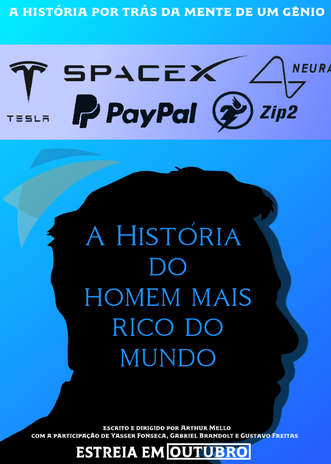 A HISTÓRIA POR TRÁS DA MENTE DE UM GÊNIO
TESLA
SPACEX
NEURA
PayPal
Zip2
A HISTÓRIA
DO
HOMEM MAIS
RICO DO
MUNDO
ESCRITO E DIRIGIDO POR ARTHUR MELLO
COM A PARTICIPAÇÃO DE YASSER FONSECA, GABRIEL BRANDOLT E GUSTAVO FREITAS
ESTREIA EM OUTUBRO